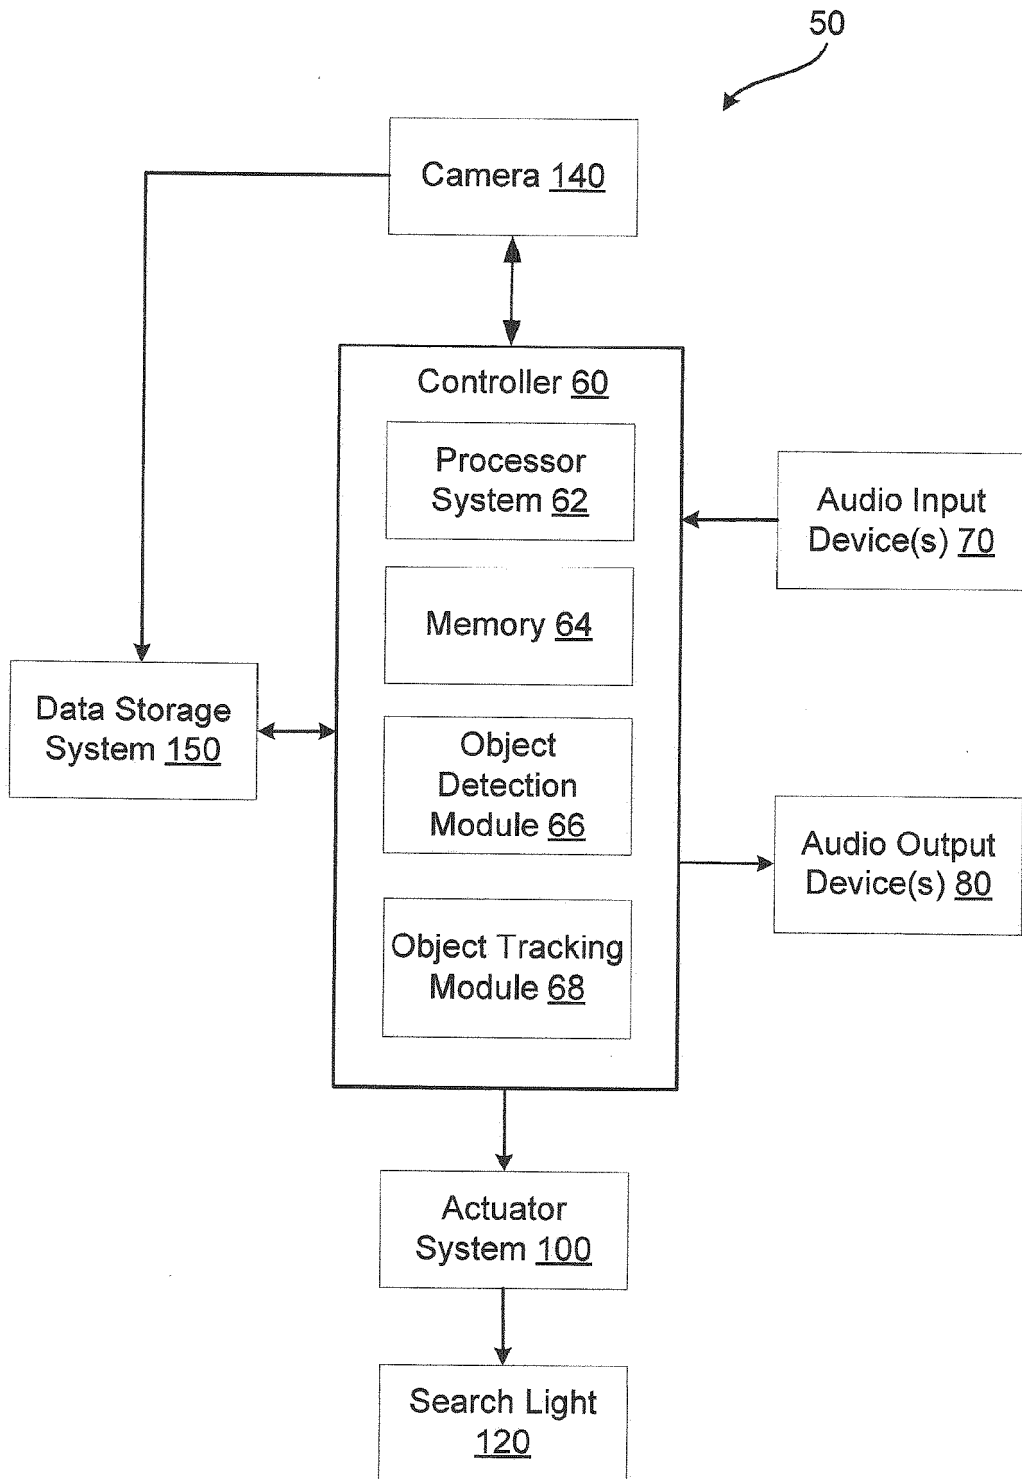 50
Camera 140
Controller 60
Processor
System 62
Memory 64
Object
Detection
Module 66
Object Tracking
Module 68
Audio Input
Device(s) 70
Data Storage
System 150
Audio Output
Device(s) 80
Actuator
System 100
Search Light
120